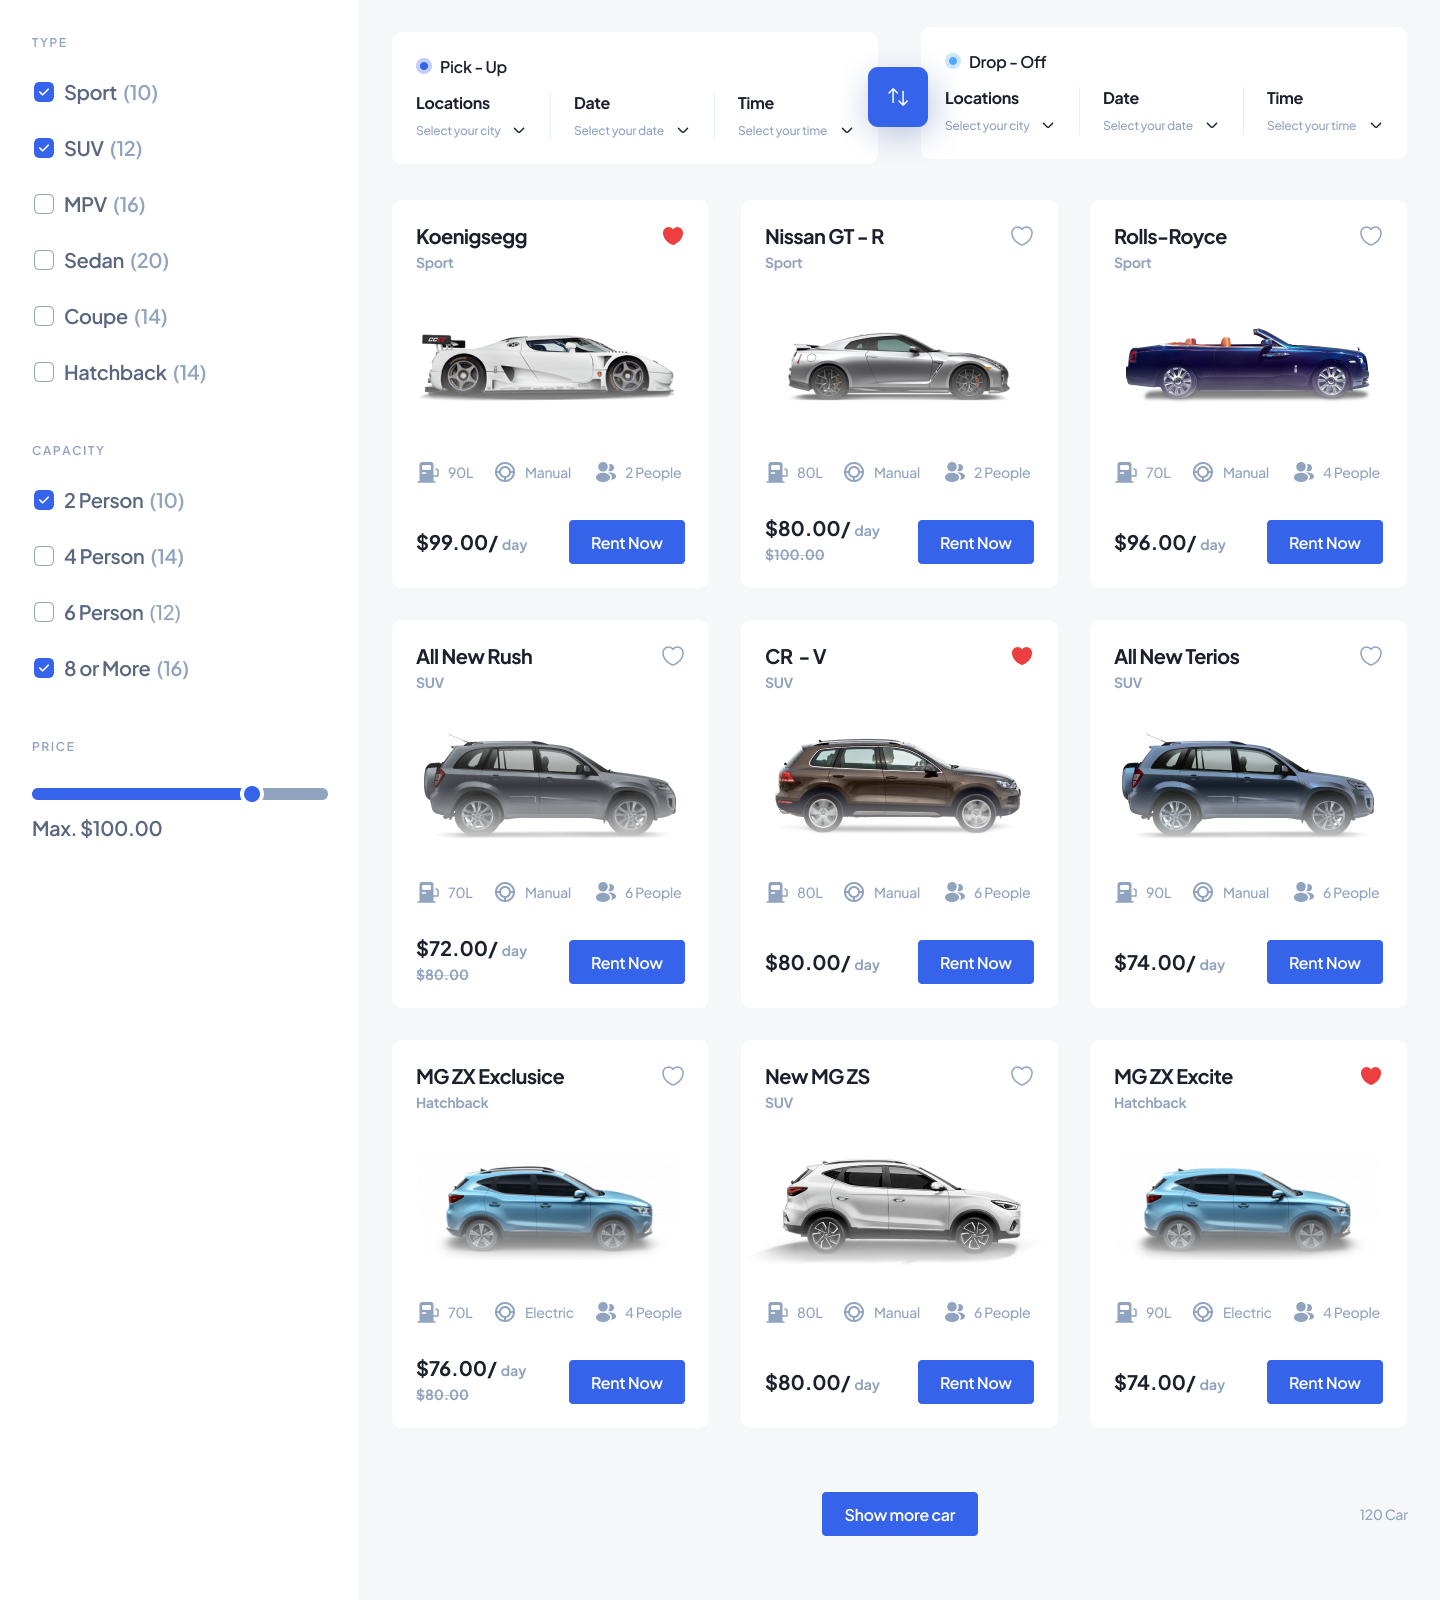 TYPE
Sport (10)
SUV (12)
MPV (16)
Sedan (20)
Coupe (14)
Hatchback (14)
CAPACITY
2 Person (10)
4 Person (14)
6 Person (12)
8 or More (16)
PRICE
Max. $100.00
Pick - Up
Locations Date Time
Select your city Select your date Select your time
Drop - Off
Locations Date Time
Select your city Select your date Select your time
Koenigsegg
Sport
90L Manual 2 People
$99.00/ day
Rent Now
Nissan GT - R
Sport
80L Manual 2 People
$80.00/ day
$100.00
Rent Now
Rolls-Royce
Sport
70L Manual 4 People
$96.00/ day
Rent Now
All New Rush
SUV
70L Manual 6 People
$72.00/ day
$80.00
Rent Now
CR - V
SUV
80L Manual 6 People
$80.00/ day
Rent Now
All New Terios
SUV
90L Manual 6 People
$74.00/ day
Rent Now
MG ZX Exclusice
Hatchback
70L Electric 4 People
$76.00/ day
$80.00
Rent Now
New MG ZS
SUV
80L Manual 6 People
$80.00/ day
Rent Now
MG ZX Excite
Hatchback
90L Electric 4 People
$74.00/ day
Rent Now
Show more car
120 Car